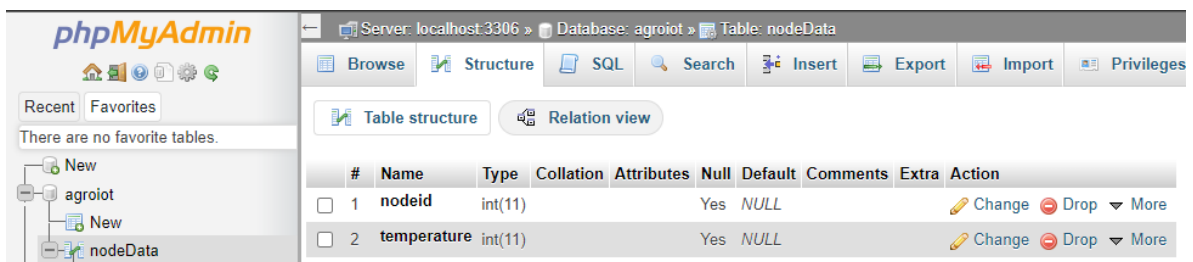 phpMyAdmin
Recent Favorites
There are no favorite tables.
New
agroiot
New
nodeData
← Server: localhost:3306 » Database: agroiot » Table: nodeData
Browse Structure SQL Search Insert Export Import Privileges
Table structure Relation view
# Name Type Collation Attributes Null Default Comments Extra Action
1 nodeid int(11) Yes NULL Change Drop More
2 temperature int(11) Yes NULL Change Drop More